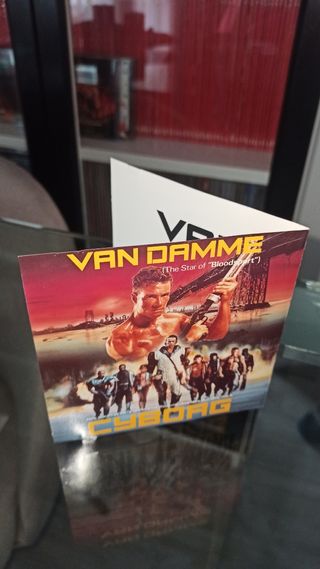 VAN DAMME
(The Star of "Bloodsport")
CYBORG